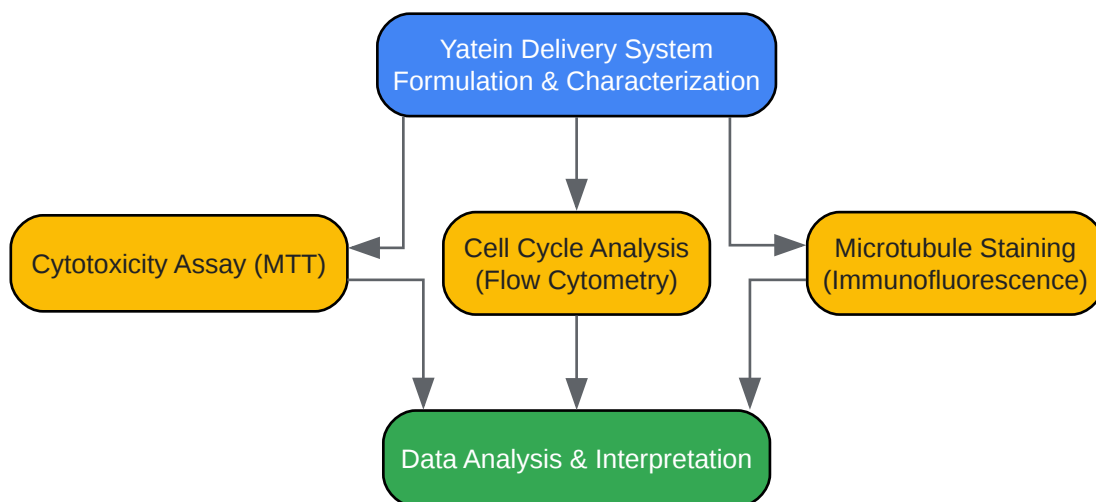 Yatein Delivery System
Formulation & Characterization
Cytotoxicity Assay (MTT)
Cell Cycle Analysis
(Flow Cytometry)
Microtubule Staining
(Immunofluorescence)
Data Analysis & Interpretation